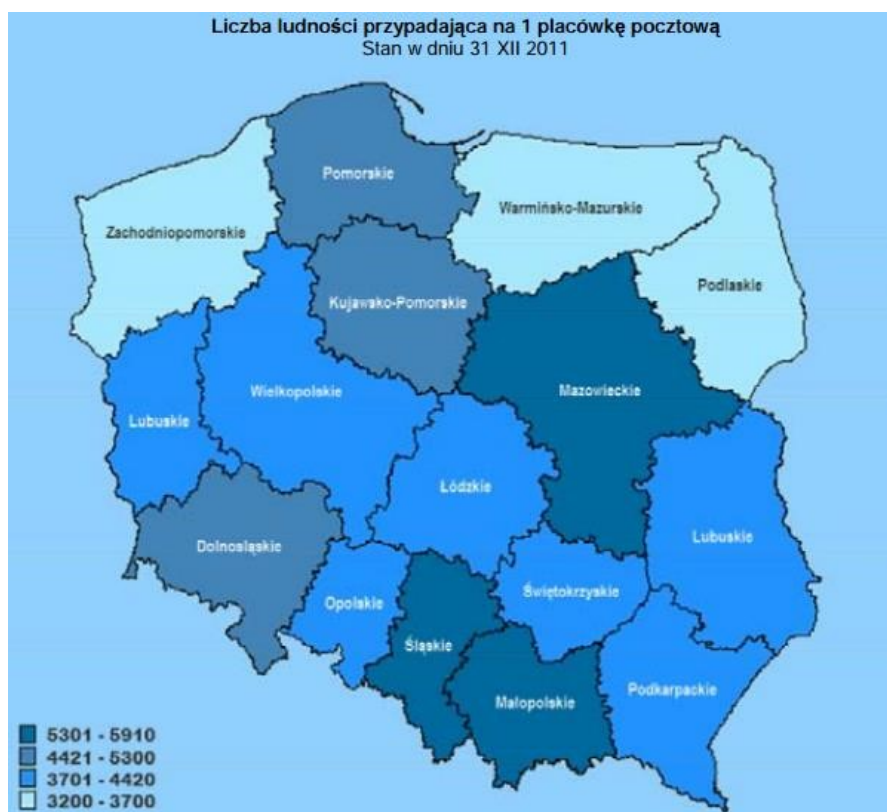 Liczba ludności przypadająca na 1 placówkę pocztową
Stan w dniu 31 XII 2011
Pomorskie
Warmińsko-Mazurskie
Zachodniopomorskie
Podlaskie
Kujawsko-Pomorskie
Wielkopolskie
Mazowieckie
Lubuskie
Łódzkie
Lubuskie
Dolnosląskie
Opolskie
Świętokrzyskie
Śląskie
Podkarpackie
Małopolskie
5301 - 5910
4421 - 5300
3701 - 4420
3200 - 3700